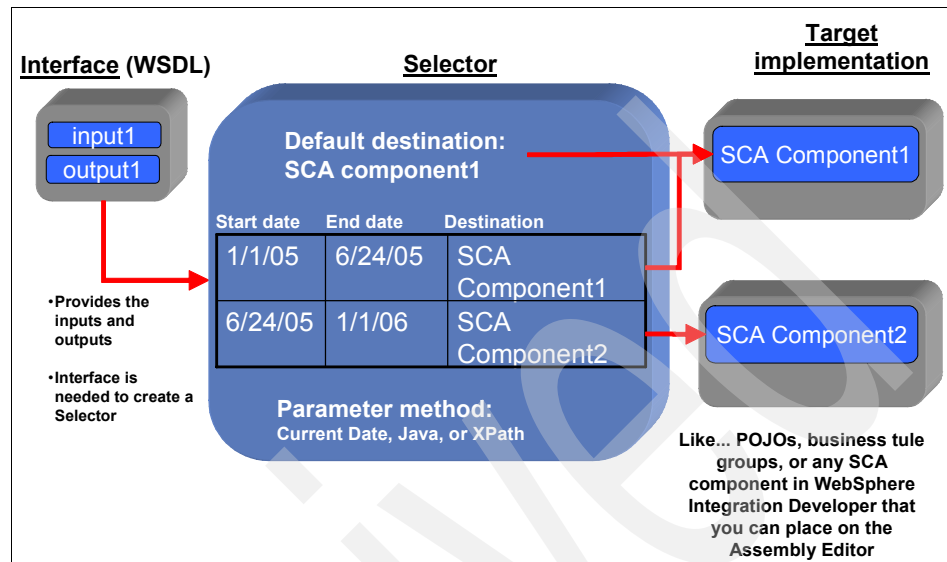 Interface (WSDL)
input1
output1
•Provides the
inputs and
outputs
•Interface is
needed to create a
Selector
Selector
Default destination:
SCA component1
Start date End date Destination
1/1/05 6/24/05 SCA
Component1
6/24/05 1/1/06 SCA
Component2
Parameter method:
Current Date, Java, or XPath
Target
implementation
SCA Component1
SCA Component2
Like... POJOs, business tule
groups, or any SCA
component in WebSphere
Integration Developer that
you can place on the
Assembly Editor